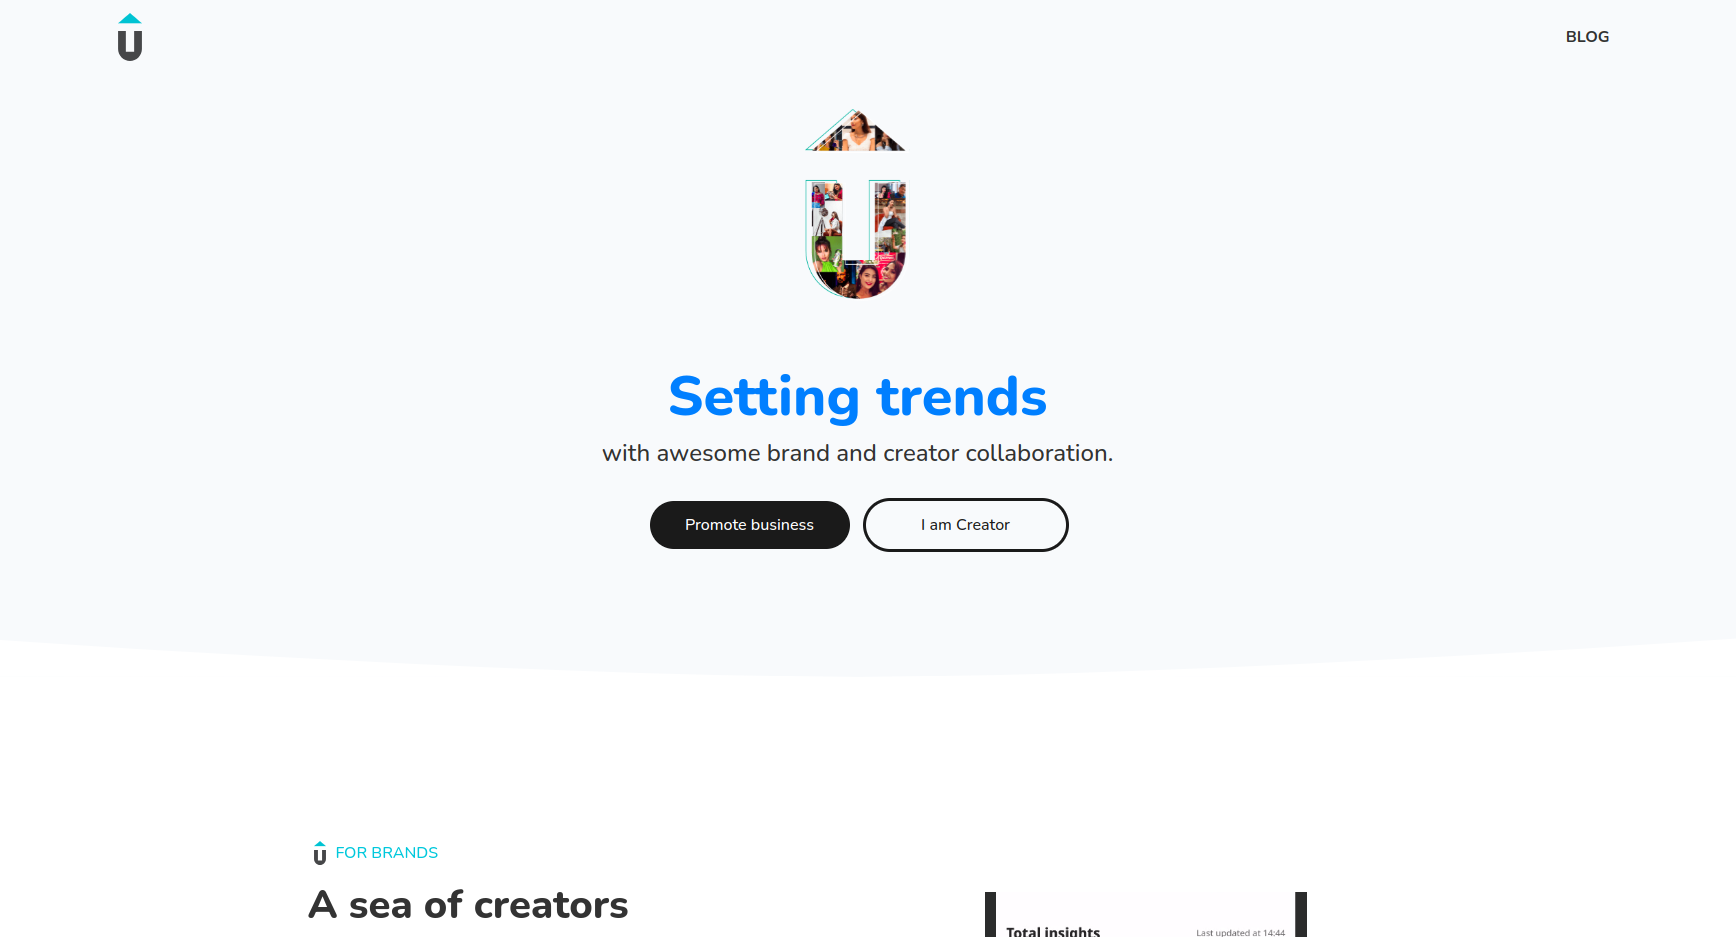 BLOG
Setting trends
with awesome brand and creator collaboration.
Promote business
I am Creator
FOR BRANDS
A sea of creators
Total insights
Last updated at 14:44